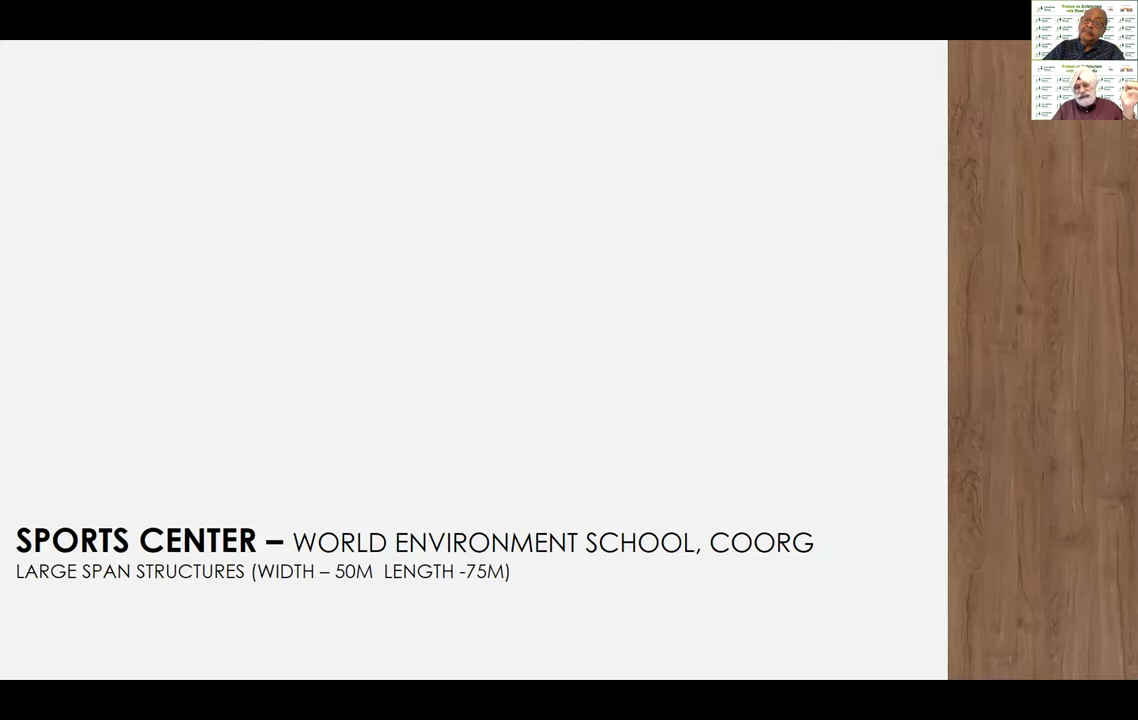 SPORTS CENTER – WORLD ENVIRONMENT SCHOOL, COORG
LARGE SPAN STRUCTURES (WIDTH – 50M  LENGTH -75M)